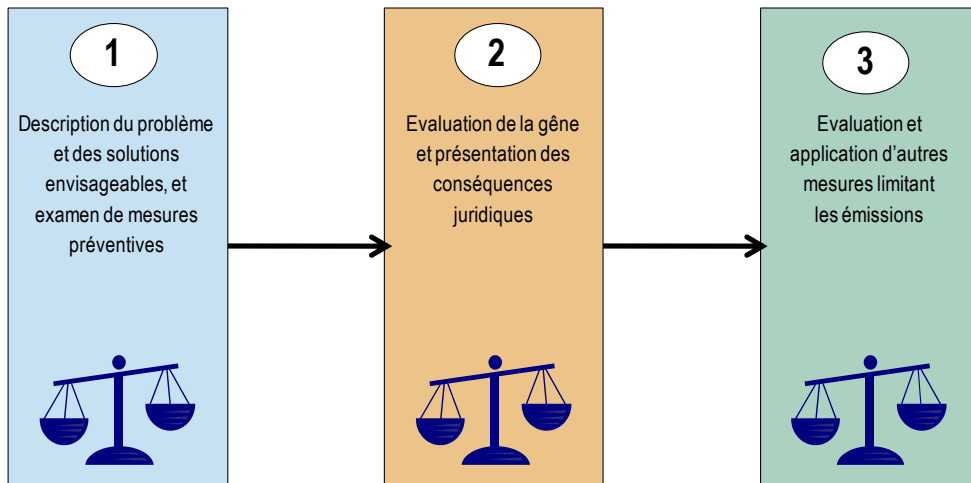 1
Description du problème
et des solutions
envisageables, et
examen de mesures
préventives
2
Evaluation de la gêne
et présentation des
conséquences
juridiques
3
Evaluation et
application d'autres
mesures limitant
les émissions